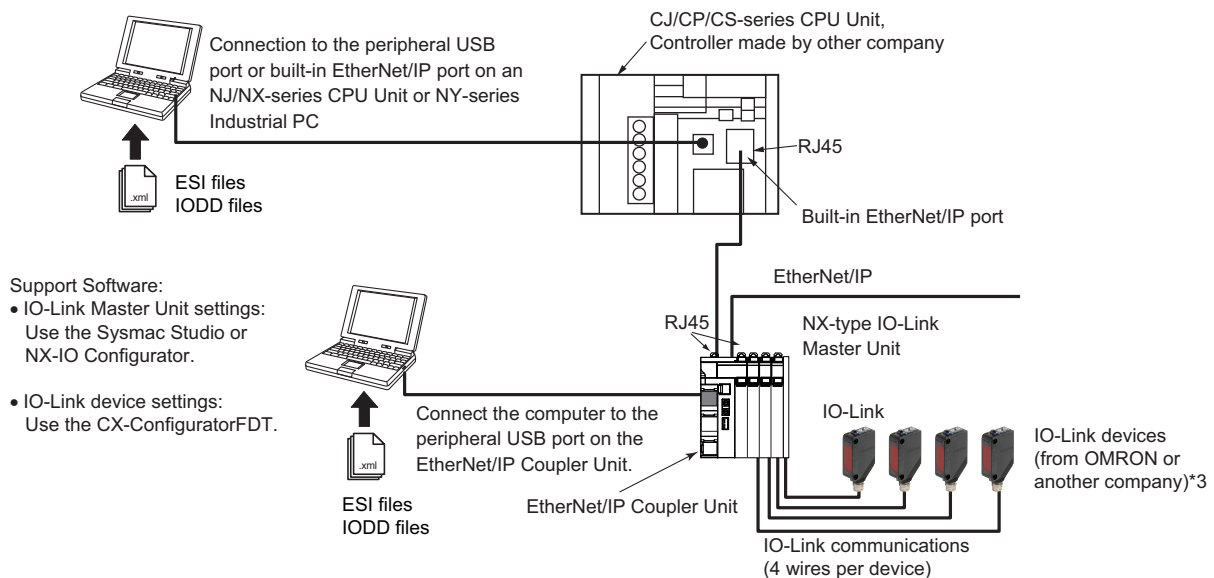 CJ/CP/CS-series CPU Unit,
Controller made by other company
Connection to the peripheral USB
port or built-in EtherNet/IP port on an
NJ/NX-series CPU Unit or NY-series
Industrial PC
RJ45
.xml
ESI files
IODD files
Built-in EtherNet/IP port
Support Software:
• IO-Link Master Unit settings:
Use the Sysmac Studio or
NX-IO Configurator.
• IO-Link device settings:
Use the CX-ConfiguratorFDT.
EtherNet/IP
RJ45
NX-type IO-Link
Master Unit
Connect the computer to the
peripheral USB port on the
EtherNet/IP Coupler Unit.
.xml
ESI files
IODD files
EtherNet/IP Coupler Unit
IO-Link
IO-Link devices
(from OMRON or
another company)*3
IO-Link communications
(4 wires per device)